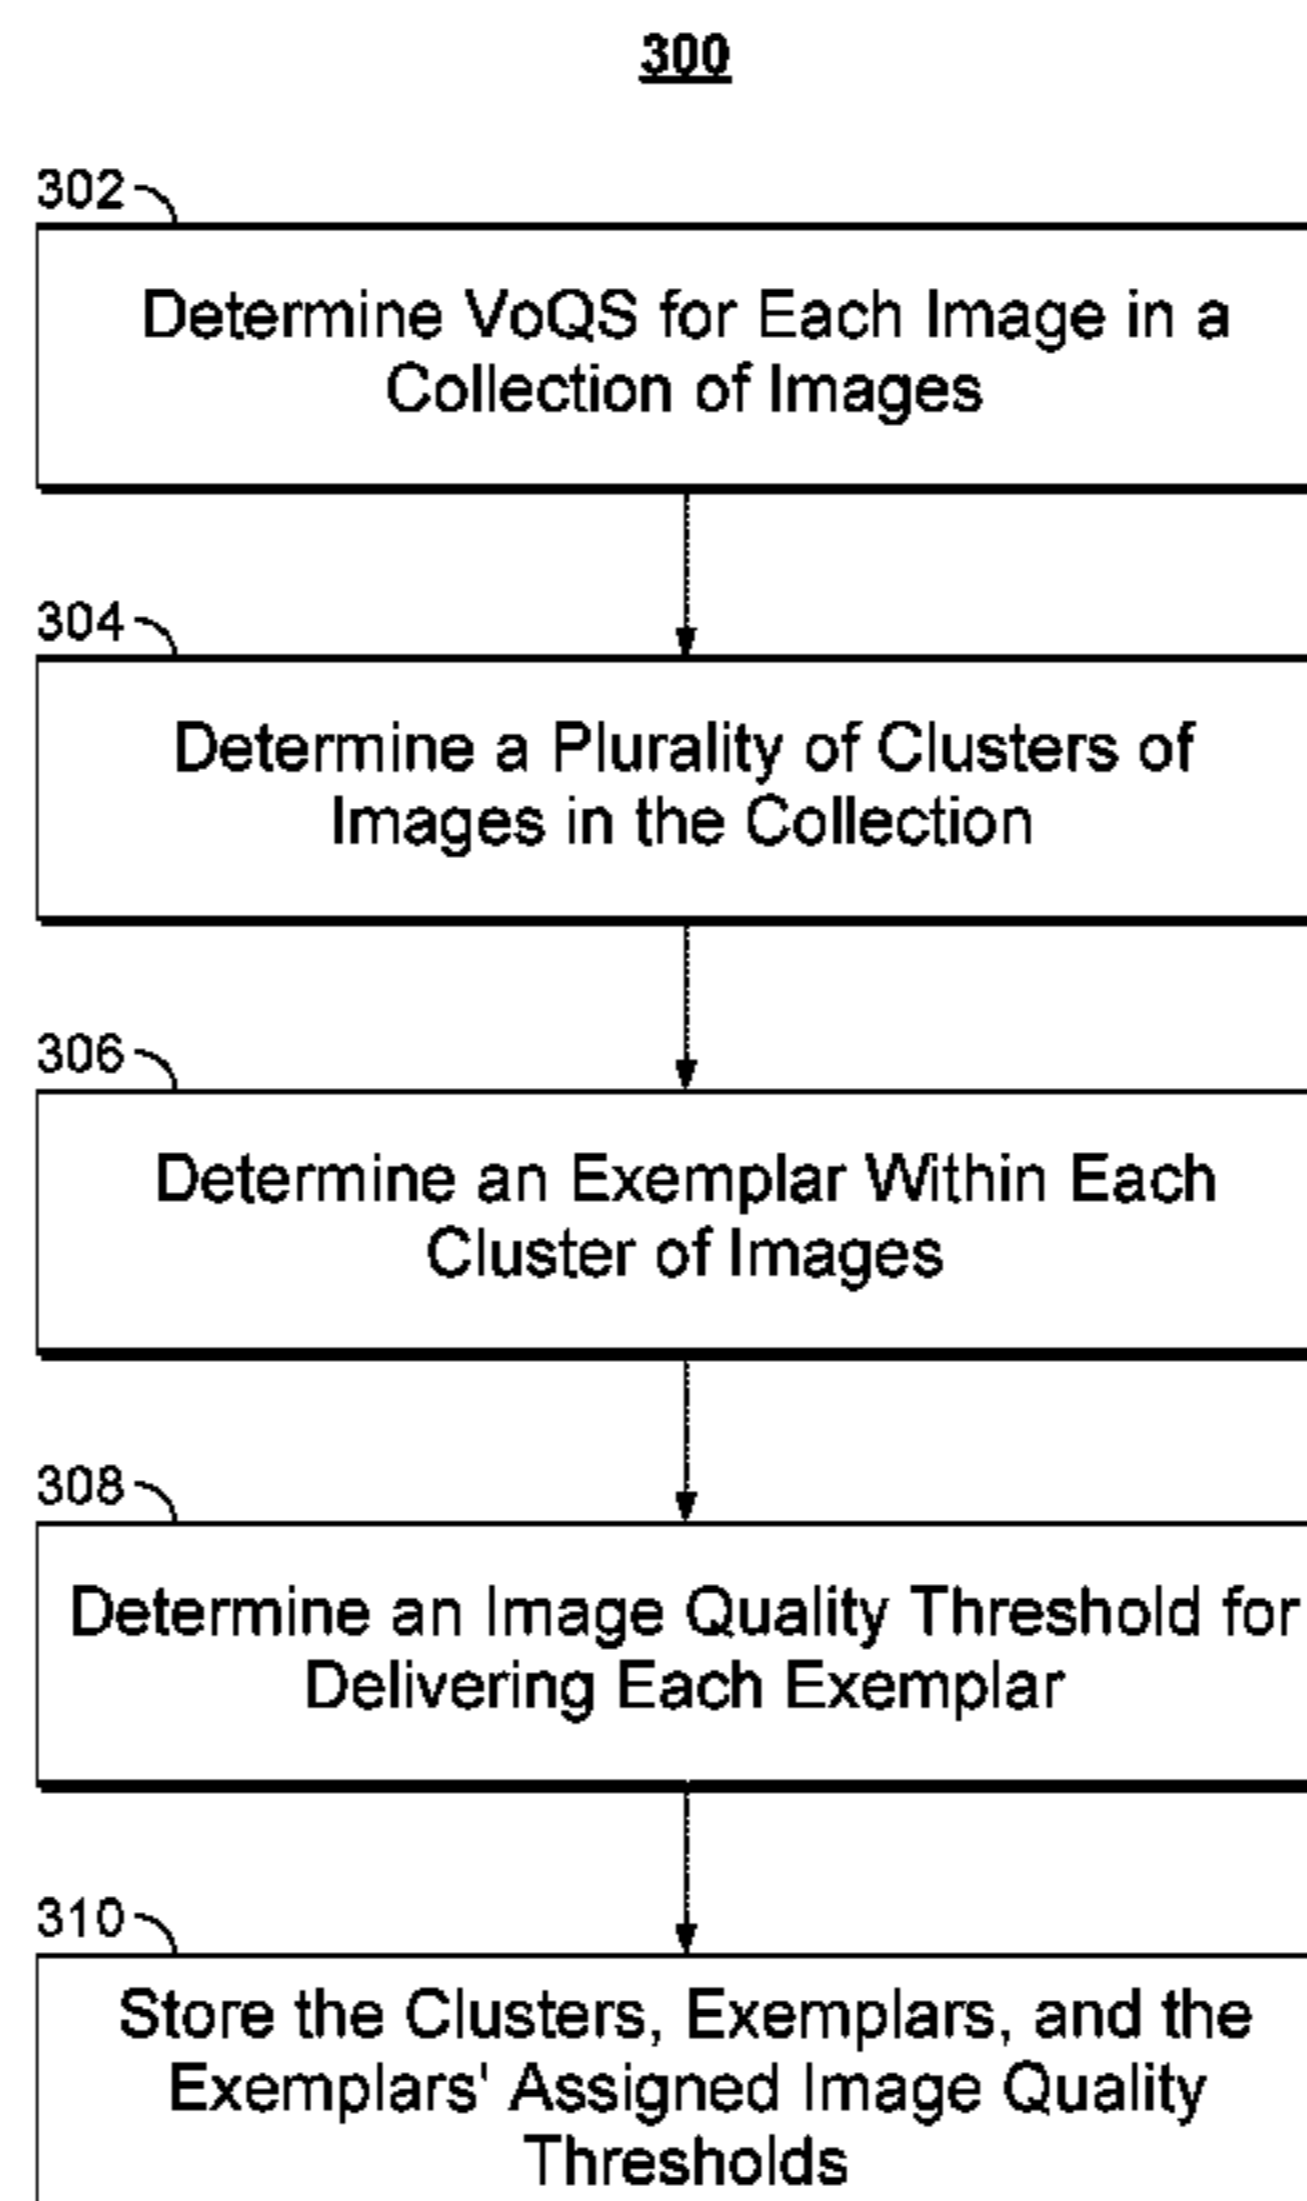 300
302
Determine VoQS for Each Image in a
Collection of Images
304
Determine a Plurality of Clusters of
Images in the Collection
306
Determine an Exemplar Within Each
Cluster of Images
308
Determine an Image Quality Threshold for
Delivering Each Exemplar
310
Store the Clusters, Exemplars, and the
Exemplars' Assigned Image Quality
Thresholds